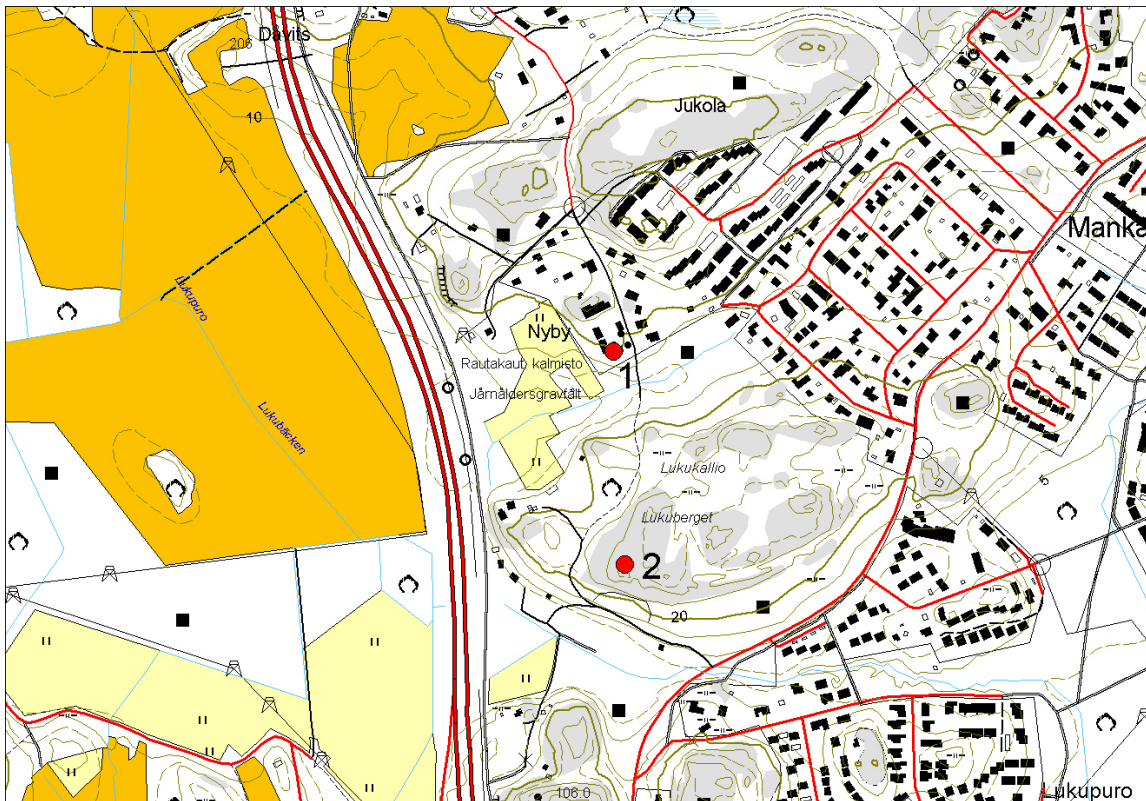 Davits
206
10
Jukola
Manka
Lukupuro
Nyby
Rautakaut. kalmisto
1
Järnåldersgravfält
Lukubäcken
Lukukallio
5
Lukuberget
2
20
106.0
Lukupuro